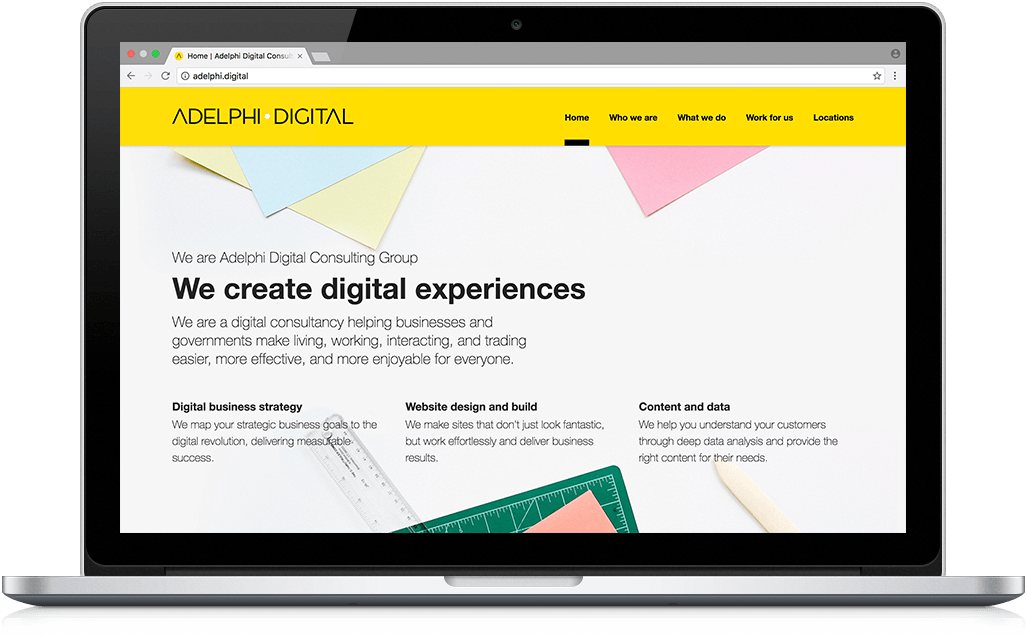 Home | Adelphi Digital Consult
adelphi.digital
ADELPHI • DIGITAL
Home Who we are What we do Work for us Locations
We are Adelphi Digital Consulting Group
We create digital experiences
We are a digital consultancy helping businesses and
governments make living, working, interacting, and trading
easier, more effective, and more enjoyable for everyone.
Digital business strategy
We map your strategic business goals to the
digital revolution, delivering measurable
success.
Website design and build
We make sites that don't just look fantastic,
but work effortlessly and deliver business
results.
Content and data
We help you understand your customers
through deep data analysis and provide the
right content for their needs.